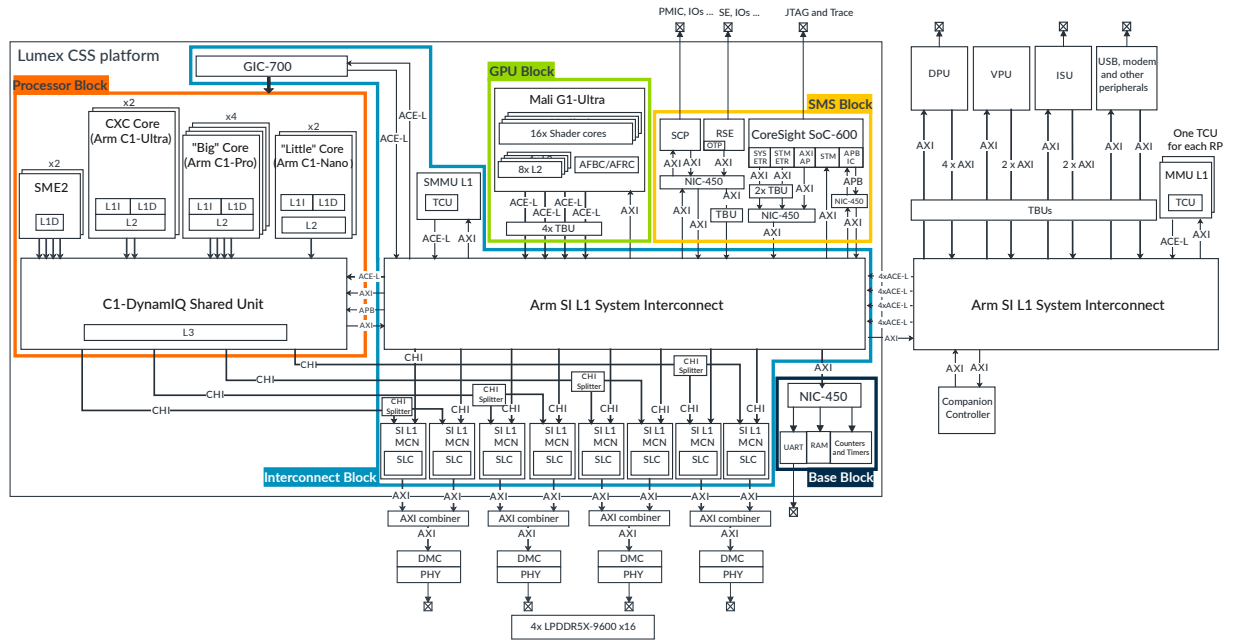 PMIC, IOs ...
SE, IOs ...
JTAG and Trace
Lumex CSS platform
GIC-700
Processor Block
x2
CXC Core
(Arm C1-Ultra)
L1I
L1D
L2
x4
"Big" Core
(Arm C1-Pro)
L1I
L1D
L2
x2
"Little" Core
(Arm C1-Nano)
L1I
L1D
L2
x2
SME2
L1D
C1-DynamIQ Shared Unit
L3
ACE-L
ACE-L
SMMU L1
TCU
ACE-L
AXI
GPU Block
Mali G1-Ultra
16x Shader cores
8x L2
AFBC/AFRC
ACE-L
ACE-L
ACE-L
ACE-L
4x TBU
AXI
SMS Block
SCP
RSE
OTP
CoreSight SoC-600
SYS
ETR
STM
ETR
AXI
AP
STM
APB
IC
AXI
AXI
AXI
NIC-450
AXI
2x TBU
AXI
APB
NIC-450
TBU
NIC-450
AXI
AXI
AXI
AXI
AXI
AXI
ACE-L
AXI
APB
AXI
Arm SI L1 System Interconnect
4xACE-L
4xACE-L
4xACE-L
4xACE-L
AXI
DPU
VPU
ISU
USB, modem
and other
peripherals
One TCU
for each RP
MMU L1
TCU
AXI
4 x AXI
AXI
2 x AXI
AXI
2 x AXI
AXI
AXI
TBUs
ACE-L
AXI
Arm SI L1 System Interconnect
AXI
AXI
Companion
Controller
CHI
CHI
CHI
CHI
CHI
CHI
Splitter
CHI
Splitter
CHI
Splitter
CHI
Splitter
CHI
CHI
CHI
CHI
CHI
CHI
CHI
SI L1
MCN
SLC
SI L1
MCN
SLC
SI L1
MCN
SLC
SI L1
MCN
SLC
SI L1
MCN
SLC
SI L1
MCN
SLC
SI L1
MCN
SLC
SI L1
MCN
SLC
Interconnect Block
AXI
NIC-450
UART
RAM
Counters
and Timers
Base Block
AXI
AXI
AXI
AXI
AXI
AXI
AXI
AXI
AXI combiner
AXI combiner
AXI combiner
AXI combiner
AXI
AXI
AXI
AXI
DMC
PHY
DMC
PHY
DMC
PHY
DMC
PHY
4x LPDDR5X-9600 x16